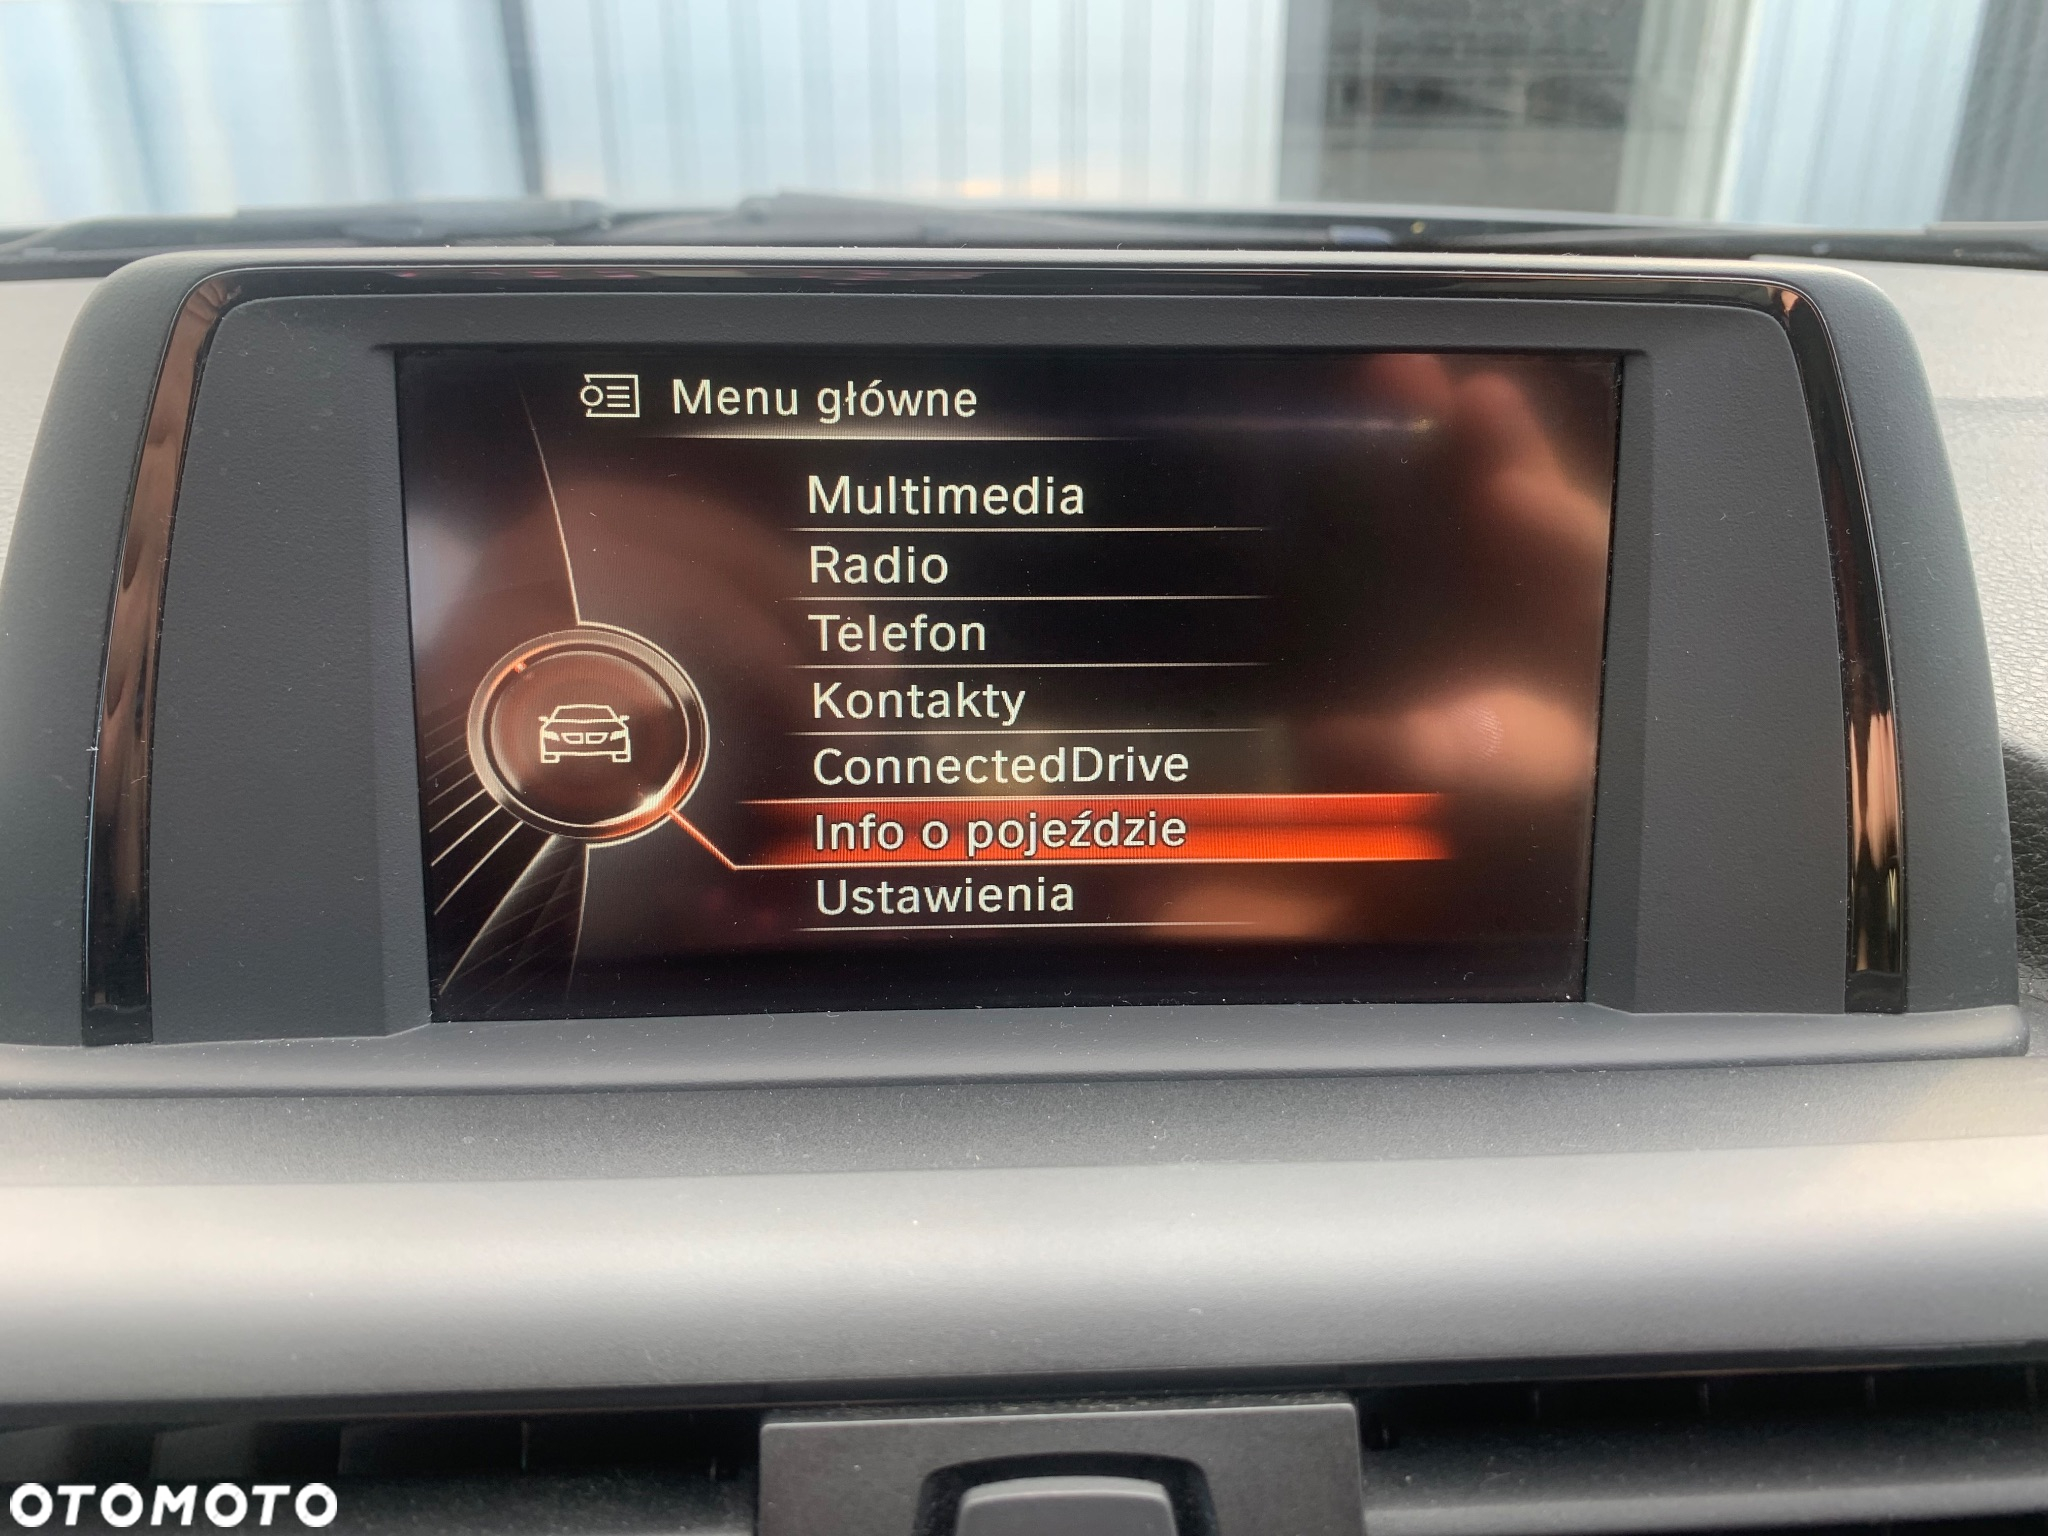 Menu główne
Multimedia
Radio
Telefon
Kontakty
ConnectedDrive
Info o pojeździe
Ustawienia
OTOMOTO